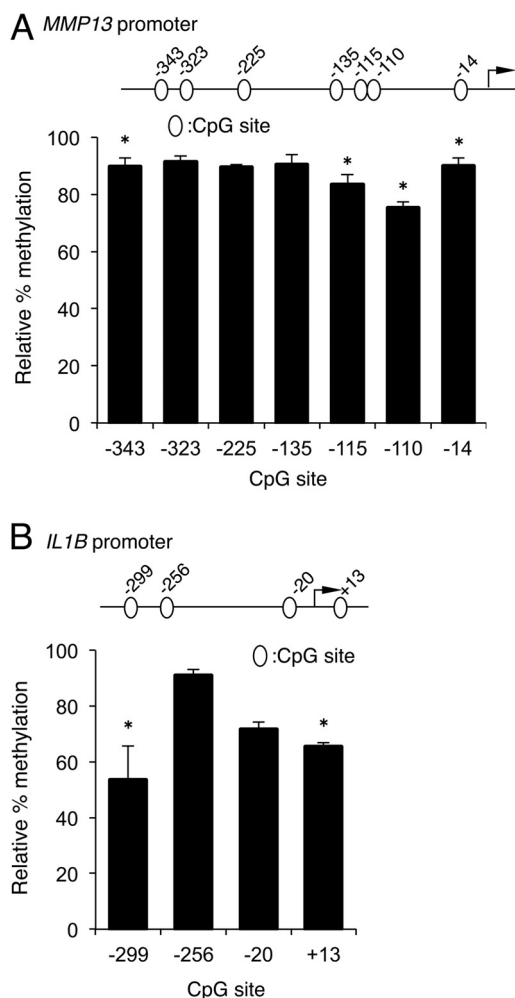 A MMP13 promoter
-343 -323 -225 -135 -115 -110 -14
:CpG site
Relative % methylation
100
80
60
40
20
0
* * * *
-343 -323 -225 -135 -115 -110 -14
CpG site
B IL1B promoter
-299 -256 -20 +13
:CpG site
Relative % methylation
100
80
60
40
20
0
* *
-299 -256 -20 +13
CpG site